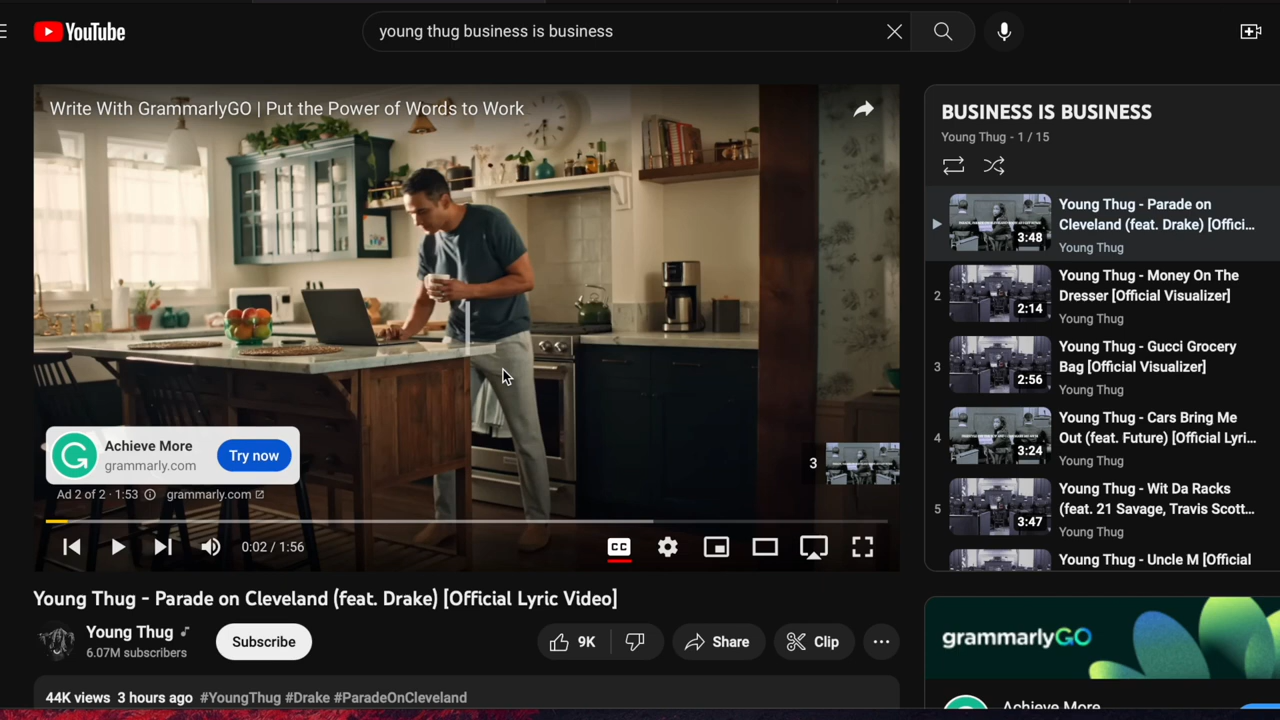 YouTube
young thug business is business
Write With GrammarlyGO | Put the Power of Words to Work
Achieve More
grammarly.com
Try now
Ad 2 of 2 · 1:53
grammarly.com
3
0:02 / 1:56
CC
Young Thug - Parade on Cleveland (feat. Drake) [Official Lyric Video]
Young Thug
6.07M subscribers
Subscribe
9K
Share
Clip
44K views 3 hours ago #YoungThug #Drake #ParadeOnCleveland
BUSINESS IS BUSINESS
Young Thug - 1 / 15
Young Thug - Parade on
Cleveland (feat. Drake) [Offici...
3:48
Young Thug
2
Young Thug - Money On The
Dresser [Official Visualizer]
2:14
Young Thug
3
Young Thug - Gucci Grocery
Bag [Official Visualizer]
2:56
Young Thug
4
Young Thug - Cars Bring Me
Out (feat. Future) [Official Lyri...
3:24
Young Thug
5
Young Thug - Wit Da Racks
(feat. 21 Savage, Travis Scott...
3:47
Young Thug
Young Thug - Uncle M [Official
grammarlyGO
Achieve More